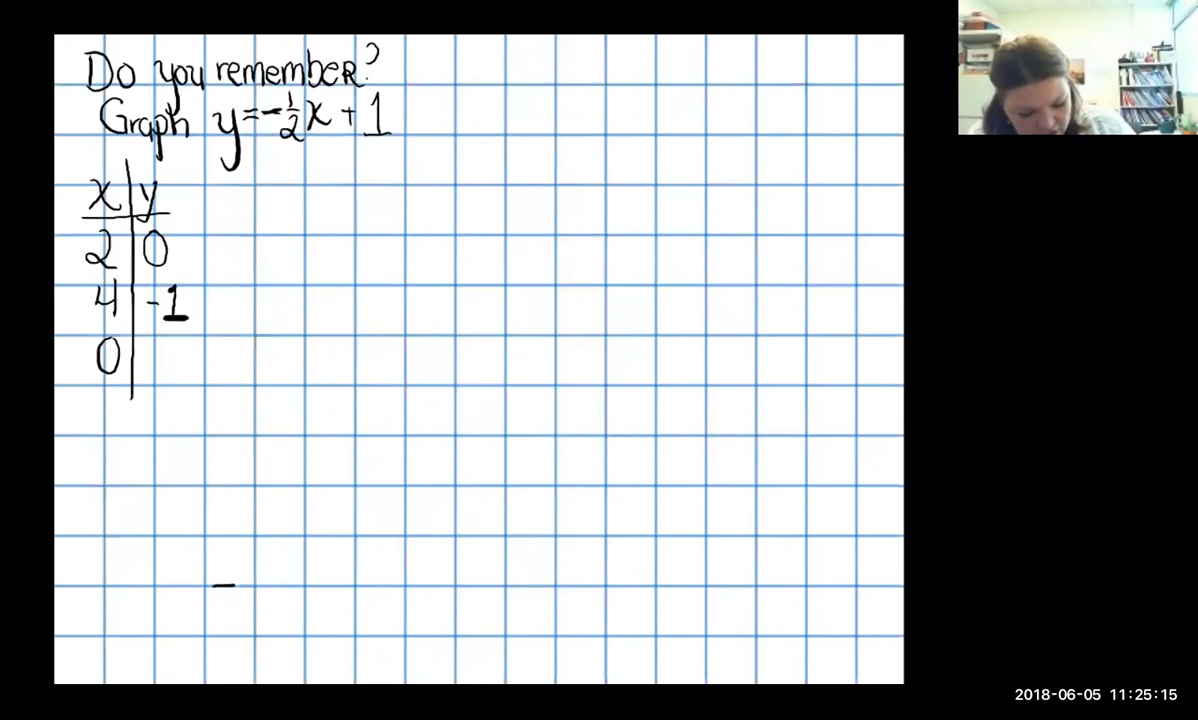 Do you remember?
Graph y=-½x+1
x y
2 0
4 -1
0
2018-06-05 11:25:15